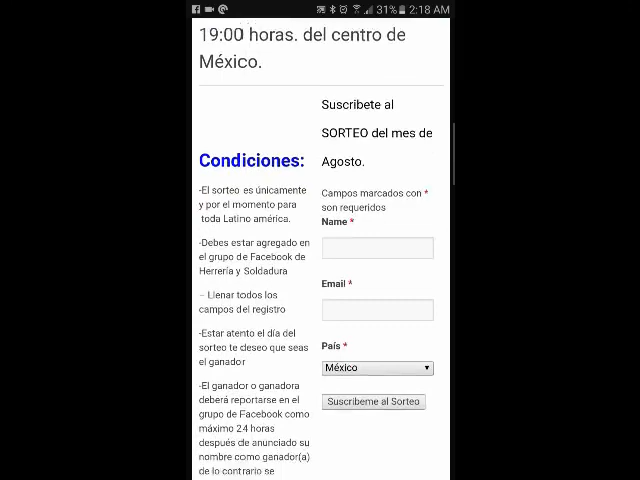 31% 2:18 AM
19:00 horas. del centro de
México.
Condiciones:
-El sorteo es únicamente
y por el momento para
toda Latino américa.
-Debes estar agregado en
el grupo de Facebook de
Herrería y Soldadura
– Llenar todos los
campos del registro
-Estar atento el día del
sorteo te deseo que seas
el ganador
-El ganador o ganadora
deberá reportarse en el
grupo de Facebook como
máximo 24 horas
después de anunciado su
nombre como ganador(a)
de lo contrario se
Suscribete al
SORTEO del mes de
Agosto.
Campos marcados con *
son requeridos
Name *
Email *
País *
México
Suscribeme al Sorteo